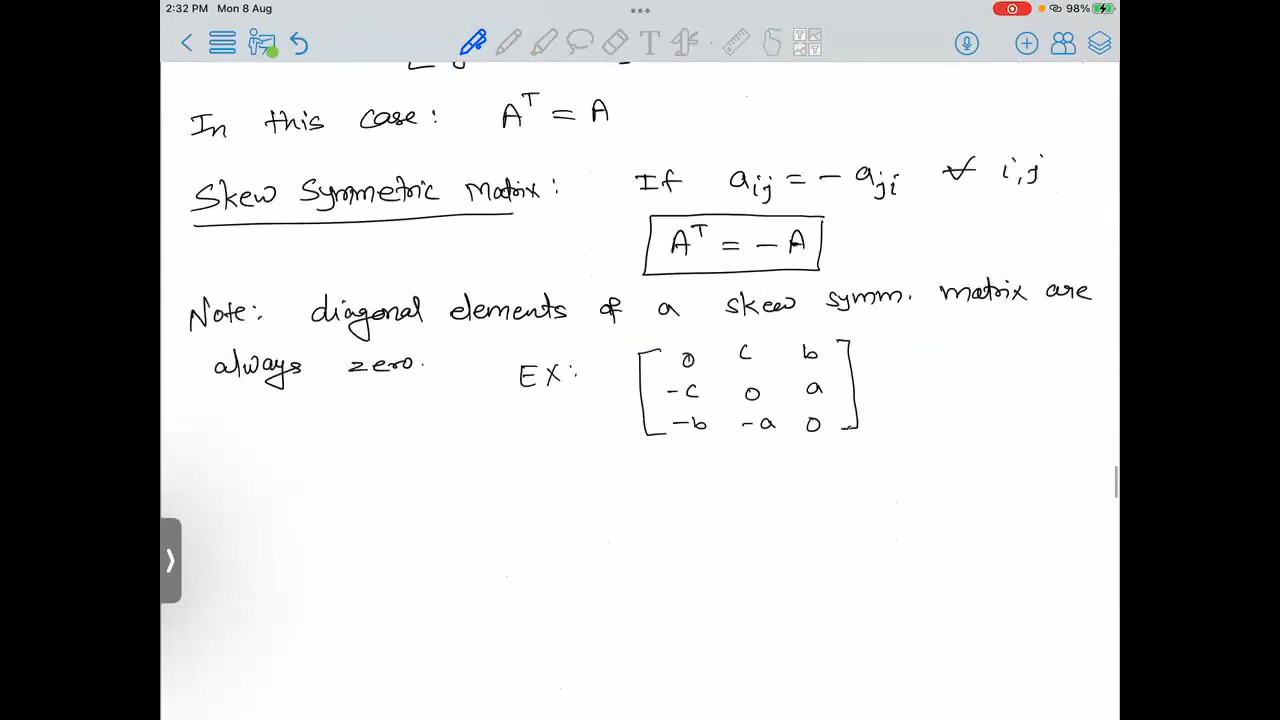 2:32 PM Mon 8 Aug
98%
T
In this case: Aᵀ = A
Skew Symmetric Matrix: If aᵢⱼ = - aⱼᵢ ∀ i,j
Aᵀ = - A
Note: diagonal elements of a skew symm. matrix are
always zero. EX:
0 c b
-c 0 a
-b -a 0